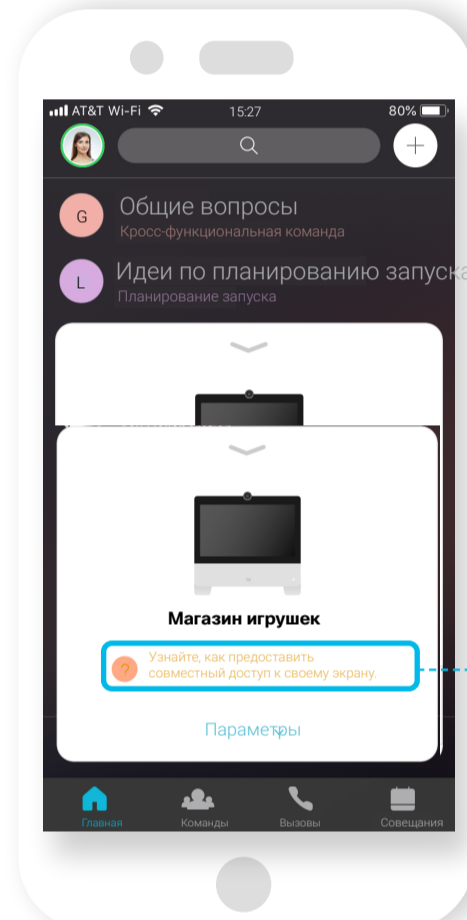 AT&T Wi-Fi 15:27 80%
G Общие вопросы
Кросс-функциональная команда
L Идеи по планированию запуска
Планирование запуска
Магазин игрушек
? Узнайте, как предоставить
совместный доступ к своему экрану.
Параметры
Главная Команды Вызовы Совещания